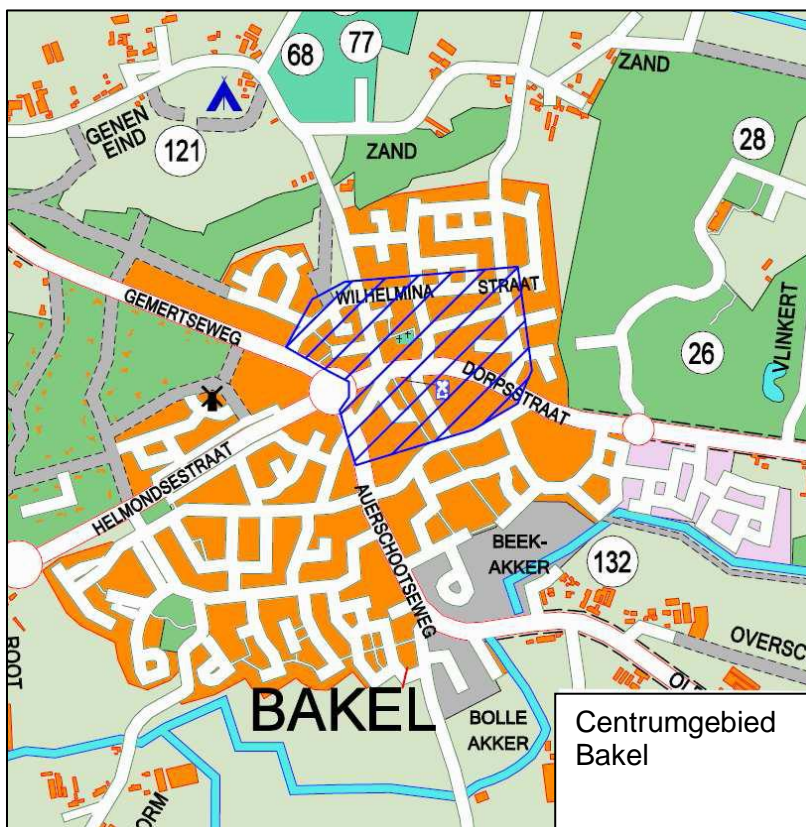 68
77
ZAND
GENEN
EIND
121
ZAND
28
WILHELMINA STRAAT
GEMERTSEWEG
VLINKERT
26
DORPSSTRAAT
HELMONDSESTRAAT
AUERSCHOOTSEWEG
BEEK-
AKKER
132
ROOT
OVERSC
BAKEL
BOLLE
AKKER
Centrumgebied
Bakel